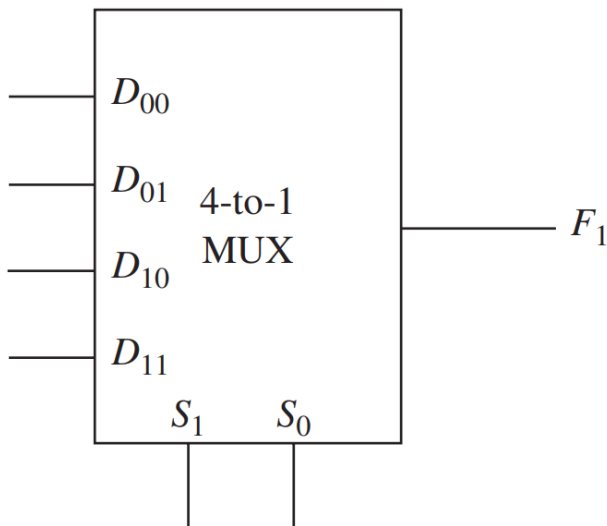 D₀₀
D₀₁
4-to-1
F₁
MUX
D₁₀
D₁₁
S₁ S₀